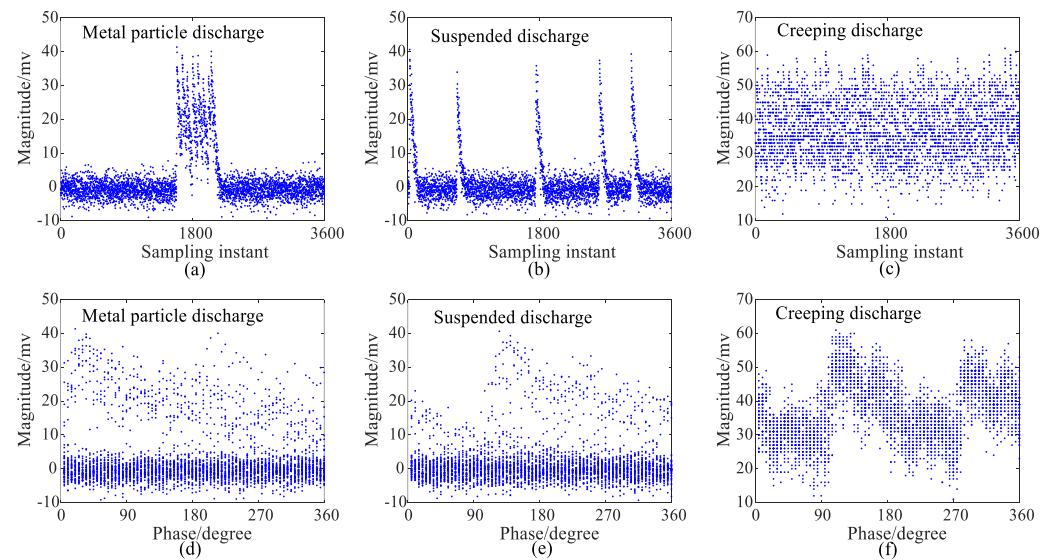 Metal particle discharge
Magnitude/mv
50
40
30
20
10
0
-10
0 1800 3600
Sampling instant
(a)
Suspended discharge
Magnitude/mv
50
40
30
20
10
0
-10
0 1800 3600
Sampling instant
(b)
Creeping discharge
Magnitude/mv
70
60
50
40
30
20
10
0 1800 3600
Sampling instant
(c)
Metal particle discharge
Magnitude/mv
50
40
30
20
10
0
-10
0 90 180 270 360
Phase/degree
(d)
Suspended discharge
Magnitude/mv
50
40
30
20
10
0
-10
0 90 180 270 360
Phase/degree
(e)
Creeping discharge
Magnitude/mv
70
60
50
40
30
20
10
0 90 180 270 360
Phase/degree
(f)